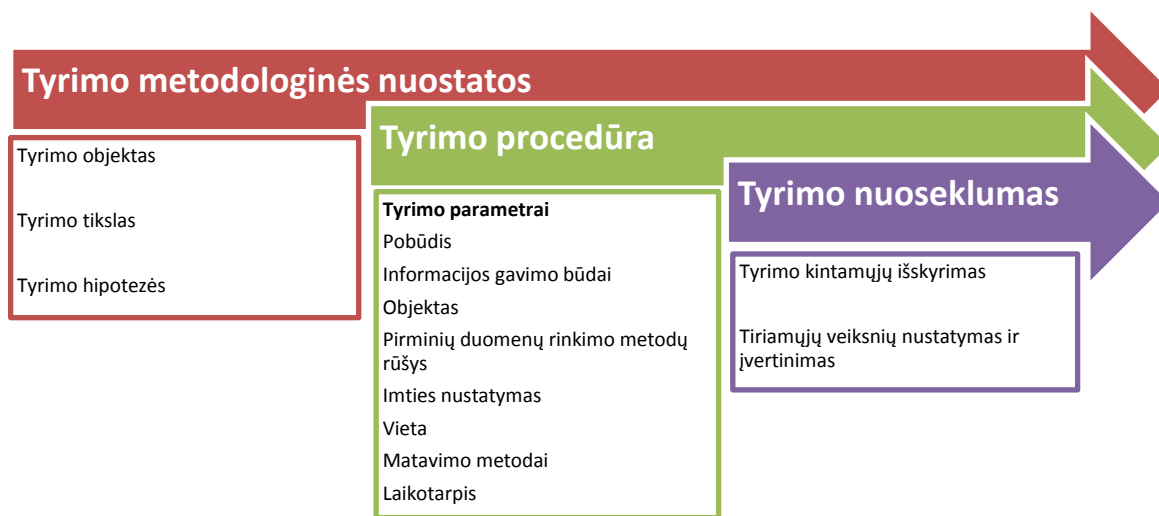 Tyrimo metodologinės nuostatos
Tyrimo objektas
Tyrimo tikslas
Tyrimo hipotezės
Tyrimo procedūra
Tyrimo parametrai
Pobūdis
Informacijos gavimo būdai
Objektas
Pirminių duomenų rinkimo metodų
rūšys
Imties nustatymas
Vieta
Matavimo metodai
Laikotarpis
Tyrimo nuoseklumas
Tyrimo kintamųjų išskyrimas
Tiriamųjų veiksnių nustatymas ir
įvertinimas